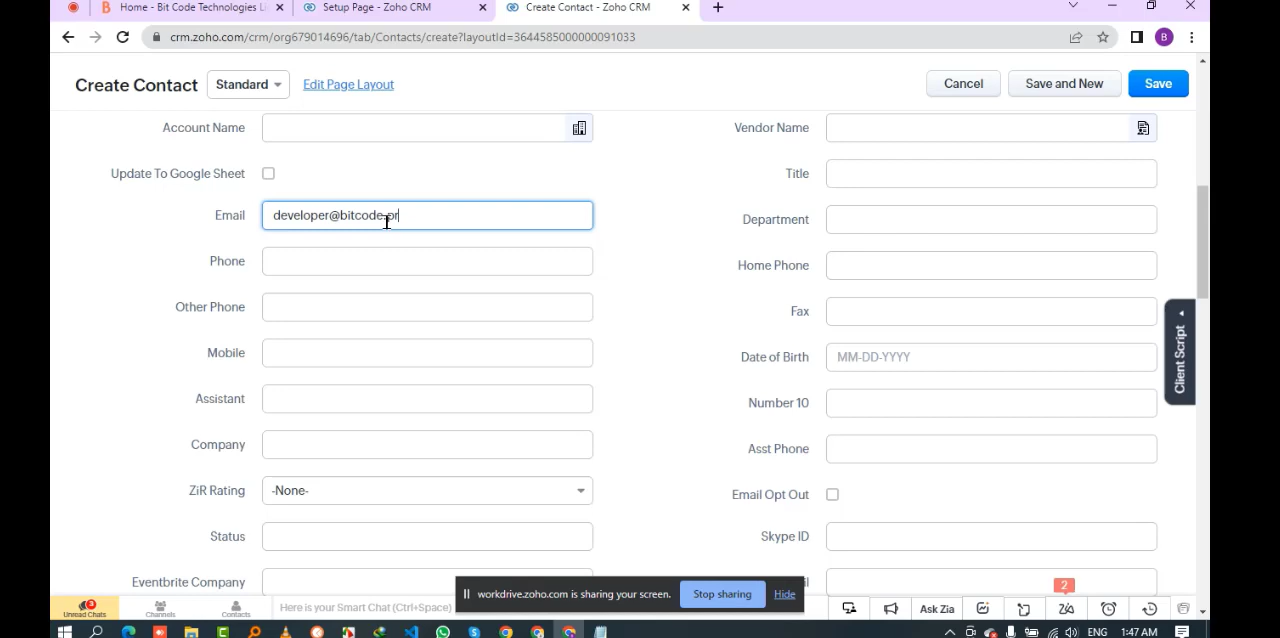 Home - Bit Code Technologies Li
Setup Page - Zoho CRM
Create Contact - Zoho CRM
crm.zoho.com/crm/org679014696/tab/Contacts/create?layoutId=3644585000000091033
B
Create Contact
Standard
Edit Page Layout
Cancel
Save and New
Save
Account Name
Vendor Name
Update To Google Sheet
Title
Email
developer@bitcode.pr
Department
Phone
Home Phone
Other Phone
Fax
Mobile
Date of Birth
MM-DD-YYYY
Assistant
Number 10
Company
Asst Phone
ZiR Rating
-None-
Email Opt Out
Status
Skype ID
Eventbrite Company
Client Script
workdrive.zoho.com is sharing your screen.
Stop sharing
Hide
2
3
Unread Chats
Channels
Contacts
Here is your Smart Chat (Ctrl+Space)
Ask Zia
ENG
1:47 AM